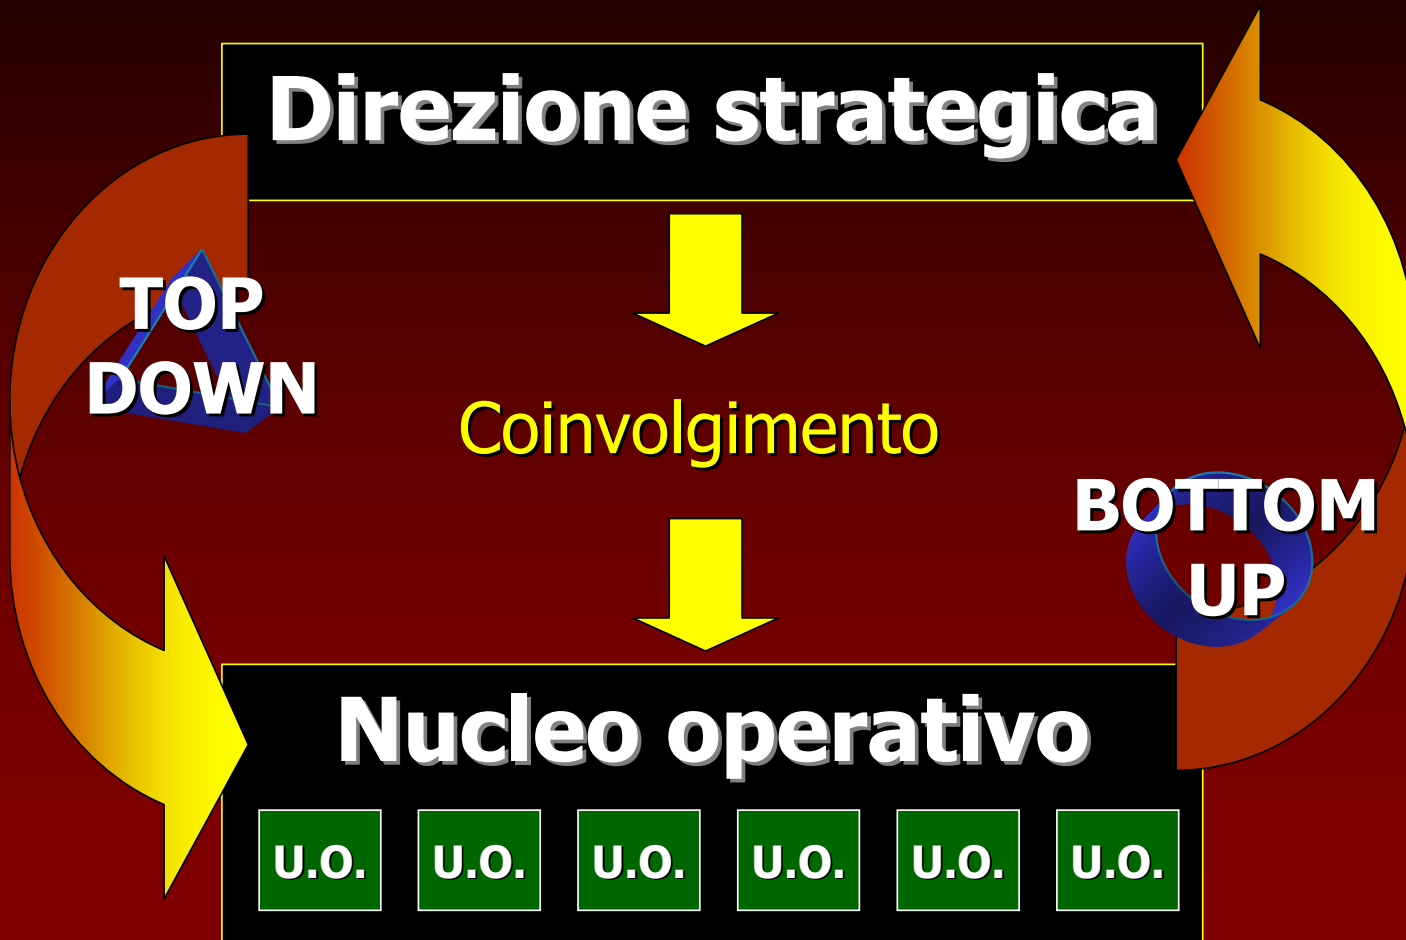 Direzione strategica
TOP
DOWN
Coinvolgimento
BOTTOM
UP
Nucleo operativo
U.O. U.O. U.O. U.O. U.O. U.O.